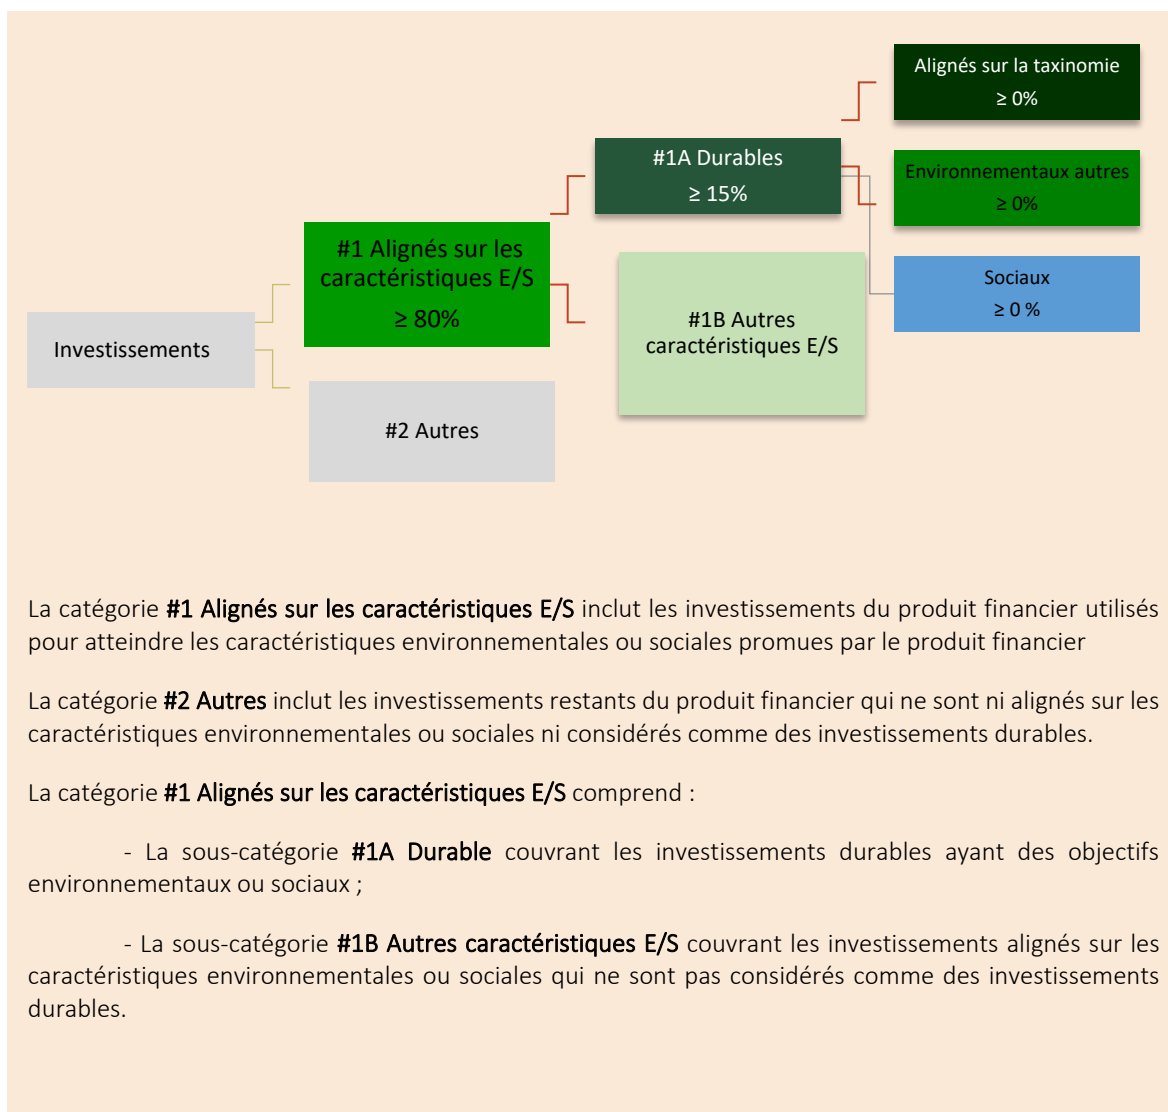 Alignés sur la taxinomie
≥ 0%
#1A Durables
≥ 15%
Environnementaux autres
≥ 0%
#1 Alignés sur les
caractéristiques E/S
≥ 80%
Sociaux
≥ 0 %
#1B Autres
caractéristiques E/S
Investissements
#2 Autres
La catégorie #1 Alignés sur les caractéristiques E/S inclut les investissements du produit financier utilisés
pour atteindre les caractéristiques environnementales ou sociales promues par le produit financier
La catégorie #2 Autres inclut les investissements restants du produit financier qui ne sont ni alignés sur les
caractéristiques environnementales ou sociales ni considérés comme des investissements durables.
La catégorie #1 Alignés sur les caractéristiques E/S comprend :
- La sous-catégorie #1A Durable couvrant les investissements durables ayant des objectifs
environnementaux ou sociaux ;
- La sous-catégorie #1B Autres caractéristiques E/S couvrant les investissements alignés sur les
caractéristiques environnementales ou sociales qui ne sont pas considérés comme des investissements
durables.